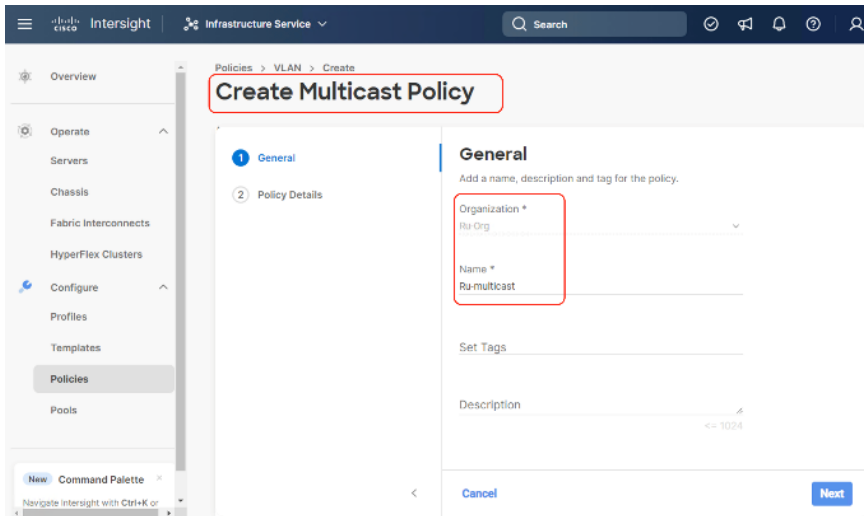 cisco Intersight
Infrastructure Service
Search
Overview
Operate
Servers
Chassis
Fabric Interconnects
HyperFlex Clusters
Configure
Profiles
Templates
Policies
Pools
New Command Palette
Navigate Intersight with Ctrl+K or
Policies > VLAN > Create
Create Multicast Policy
1 General
2 Policy Details
General
Add a name, description and tag for the policy.
Organization *
Ru-Org
Name *
Ru-multicast
Set Tags
Description
<= 1024
Cancel
Next